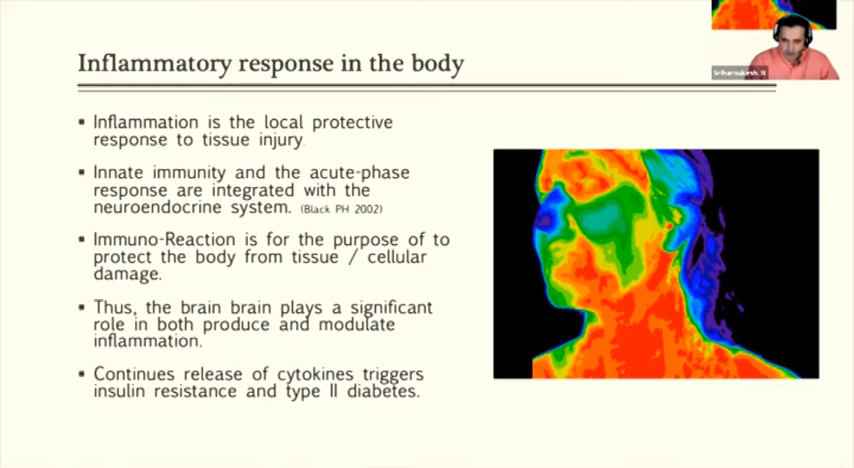 Inflammatory response in the body
▪ Inflammation is the local protective
response to tissue injury.
▪ Innate immunity and the acute-phase
response are integrated with the
neuroendocrine system. (Black PH 2002)
▪ Immuno-Reaction is for the purpose of to
protect the body from tissue / cellular
damage.
▪ Thus, the brain brain plays a significant
role in both produce and modulate
inflammation.
▪ Continues release of cytokines triggers
insulin resistance and type II diabetes.